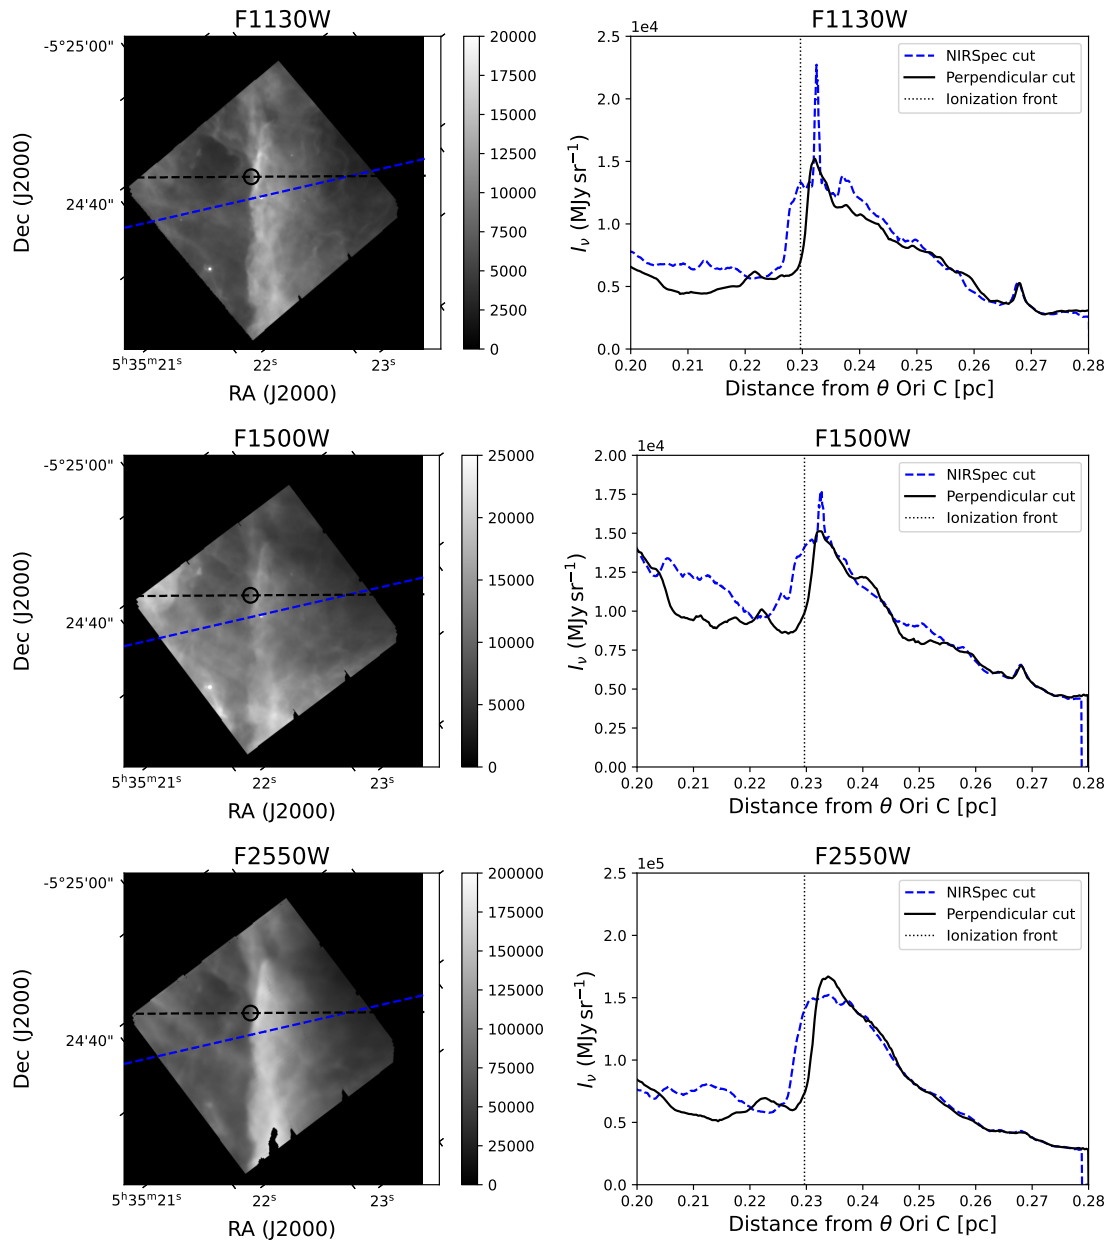 F1130W
-5°25'00"
24'40"
Dec (J2000)
5ʰ35ᵐ21ˢ 22ˢ 23ˢ
RA (J2000)
20000
17500
15000
12500
10000
7500
5000
2500
0
F1130W
1e4
2.5
2.0
1.5
1.0
0.5
0.0
I_ν (MJy sr⁻¹)
NIRSpec cut
Perpendicular cut
Ionization front
0.20 0.21 0.22 0.23 0.24 0.25 0.26 0.27 0.28
Distance from θ Ori C [pc]
F1500W
-5°25'00"
24'40"
Dec (J2000)
5ʰ35ᵐ21ˢ 22ˢ 23ˢ
RA (J2000)
25000
20000
15000
10000
5000
0
F1500W
1e4
2.00
1.75
1.50
1.25
1.00
0.75
0.50
0.25
0.00
I_ν (MJy sr⁻¹)
NIRSpec cut
Perpendicular cut
Ionization front
0.20 0.21 0.22 0.23 0.24 0.25 0.26 0.27 0.28
Distance from θ Ori C [pc]
F2550W
-5°25'00"
24'40"
Dec (J2000)
5ʰ35ᵐ21ˢ 22ˢ 23ˢ
RA (J2000)
200000
175000
150000
125000
100000
75000
50000
25000
0
F2550W
1e5
2.5
2.0
1.5
1.0
0.5
0.0
I_ν (MJy sr⁻¹)
NIRSpec cut
Perpendicular cut
Ionization front
0.20 0.21 0.22 0.23 0.24 0.25 0.26 0.27 0.28
Distance from θ Ori C [pc]